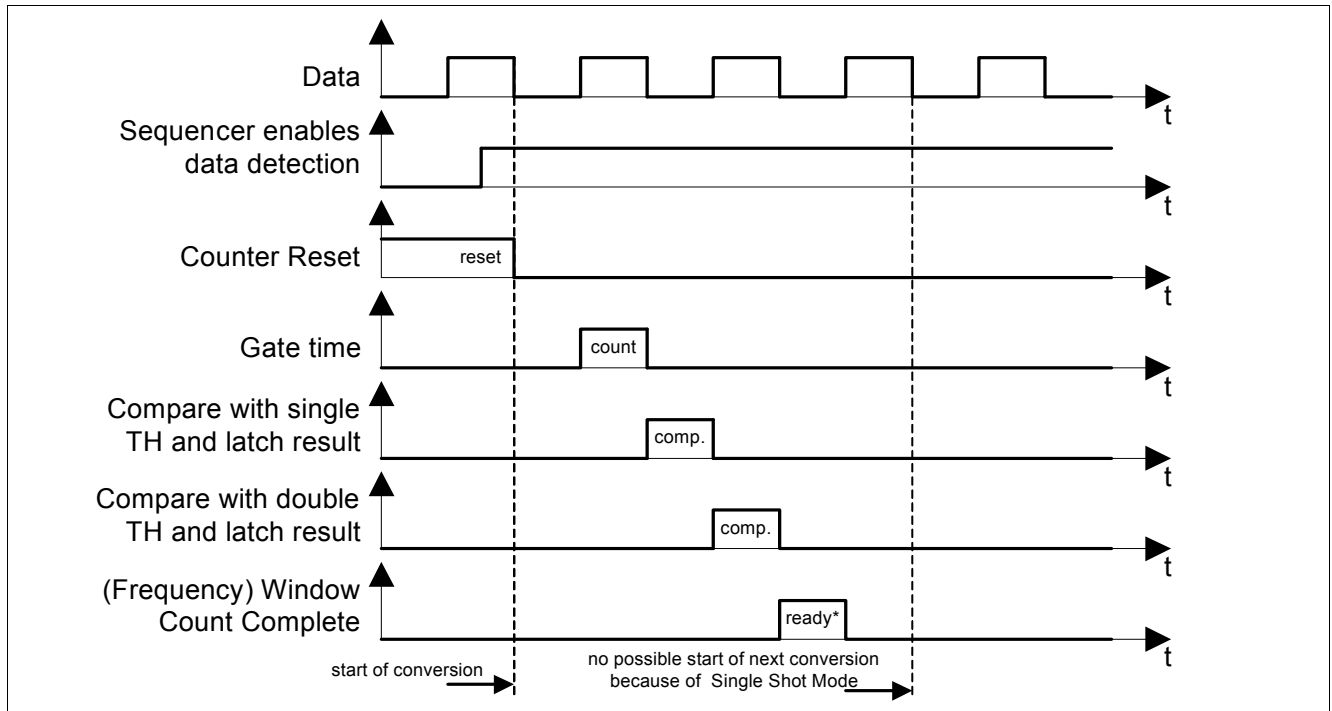 Data
t
Sequencer enables
data detection
t
Counter Reset
reset
t
Gate time
count
t
Compare with single
TH and latch result
comp.
t
Compare with double
TH and latch result
comp.
t
(Frequency) Window
Count Complete
ready*
t
start of conversion
no possible start of next conversion
because of Single Shot Mode